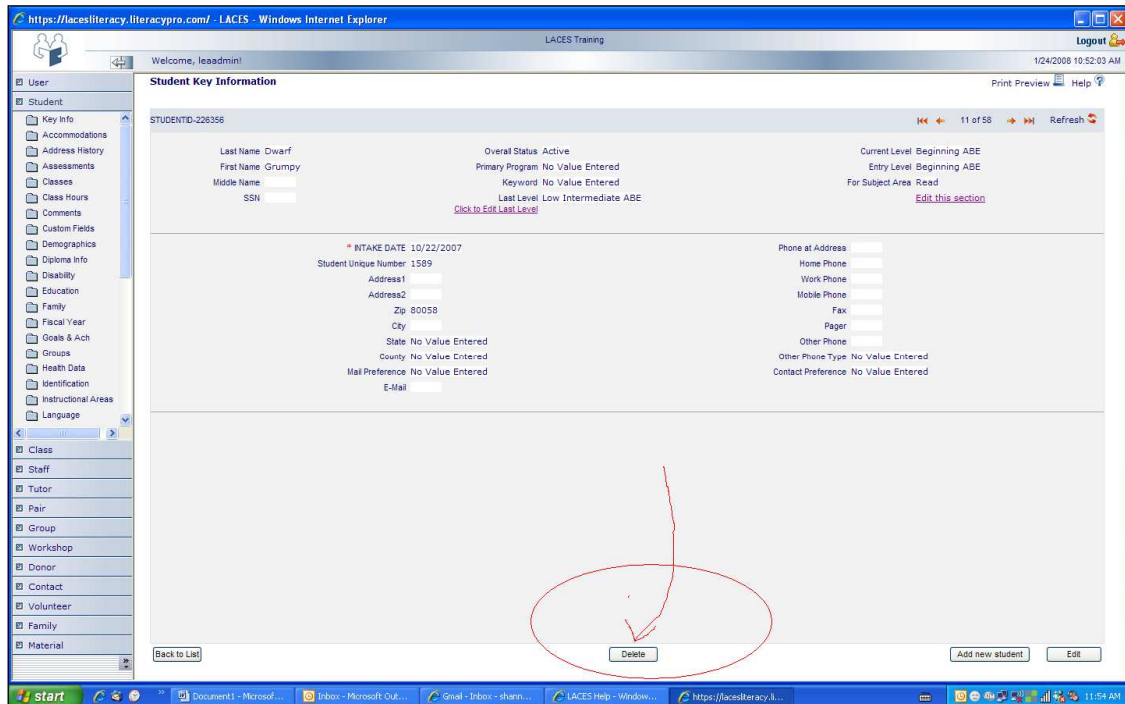 https://lacesliteracy.literacypro.com/ - LACES - Windows Internet Explorer
LACES Training
Logout
Welcome, leaadmin!
1/24/2008 10:52:03 AM
User
Student
Key Info
Accommodations
Address History
Assessments
Classes
Class Hours
Comments
Custom Fields
Demographics
Diploma Info
Disability
Education
Family
Fiscal Year
Goals & Ach
Groups
Health Data
Identification
Instructional Areas
Language
Class
Staff
Tutor
Pair
Group
Workshop
Donor
Contact
Volunteer
Family
Material
Student Key Information
Print Preview Help
STUDENTID-226356
11 of 58 Refresh
Last Name Dwarf
First Name Grumpy
Middle Name
SSN
Overall Status Active
Primary Program No Value Entered
Keyword No Value Entered
Last Level Low Intermediate ABE
Click to Edit Last Level
Current Level Beginning ABE
Entry Level Beginning ABE
For Subject Area Read
Edit this section
* INTAKE DATE 10/22/2007
Student Unique Number 1589
Address1
Address2
Zip 80058
City
State No Value Entered
County No Value Entered
Mail Preference No Value Entered
E-Mail
Phone at Address
Home Phone
Work Phone
Mobile Phone
Fax
Pager
Other Phone
Other Phone Type No Value Entered
Contact Preference No Value Entered
Back to List
Delete
Add new student
Edit
start
Document1 - Microsof...
Inbox - Microsoft Out...
Gmail - Inbox - shann...
LACES Help - Window...
https://lacesliteracy.li...
11:54 AM